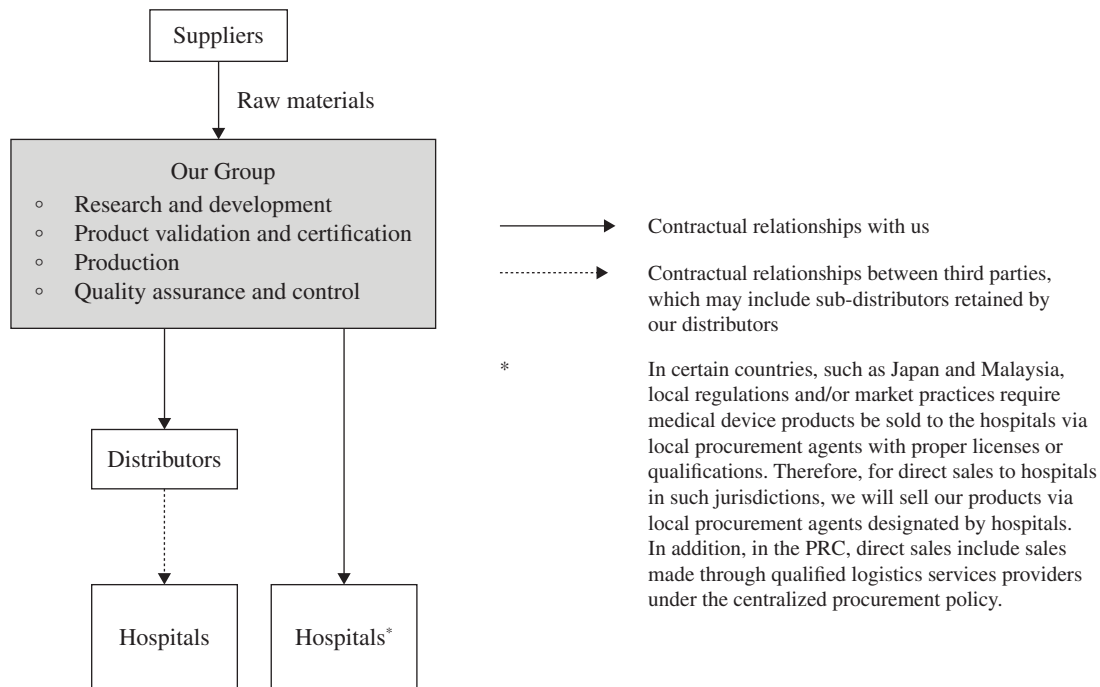 Suppliers
Raw materials
Our Group
○ Research and development
○ Product validation and certification
○ Production
○ Quality assurance and control
Distributors
Hospitals
Hospitals*
Contractual relationships with us
Contractual relationships between third parties,
which may include sub-distributors retained by
our distributors
* In certain countries, such as Japan and Malaysia,
local regulations and/or market practices require
medical device products be sold to the hospitals via
local procurement agents with proper licenses or
qualifications. Therefore, for direct sales to hospitals
in such jurisdictions, we will sell our products via
local procurement agents designated by hospitals.
In addition, in the PRC, direct sales include sales
made through qualified logistics services providers
under the centralized procurement policy.